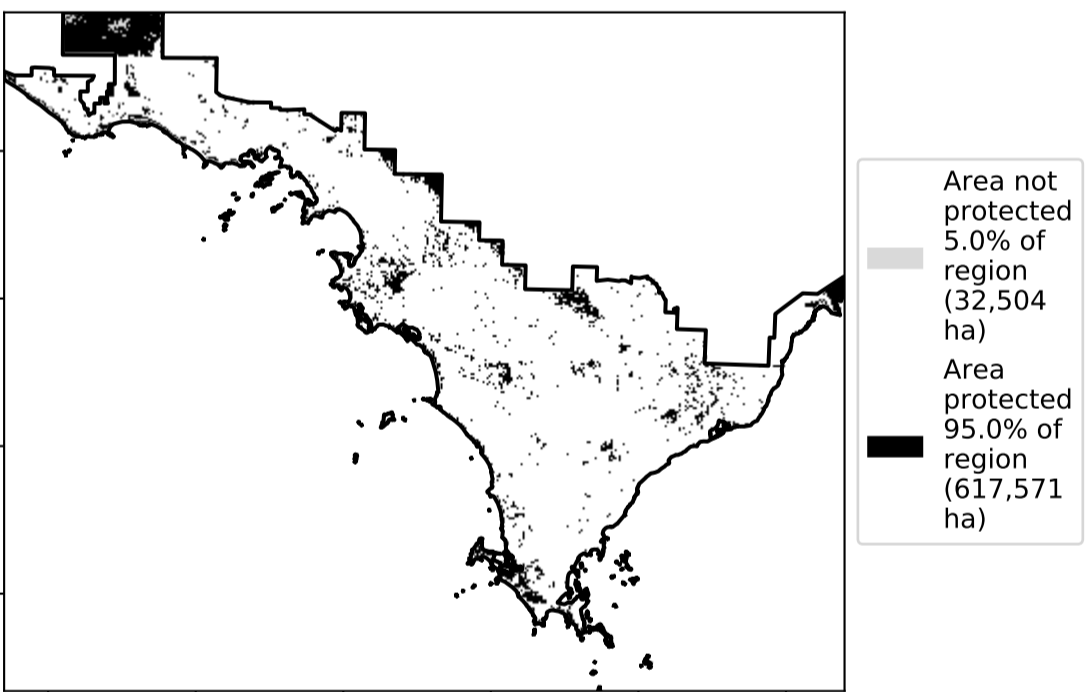 Area not
protected
5.0% of
region
(32,504
ha)
Area
protected
95.0% of
region
(617,571
ha)